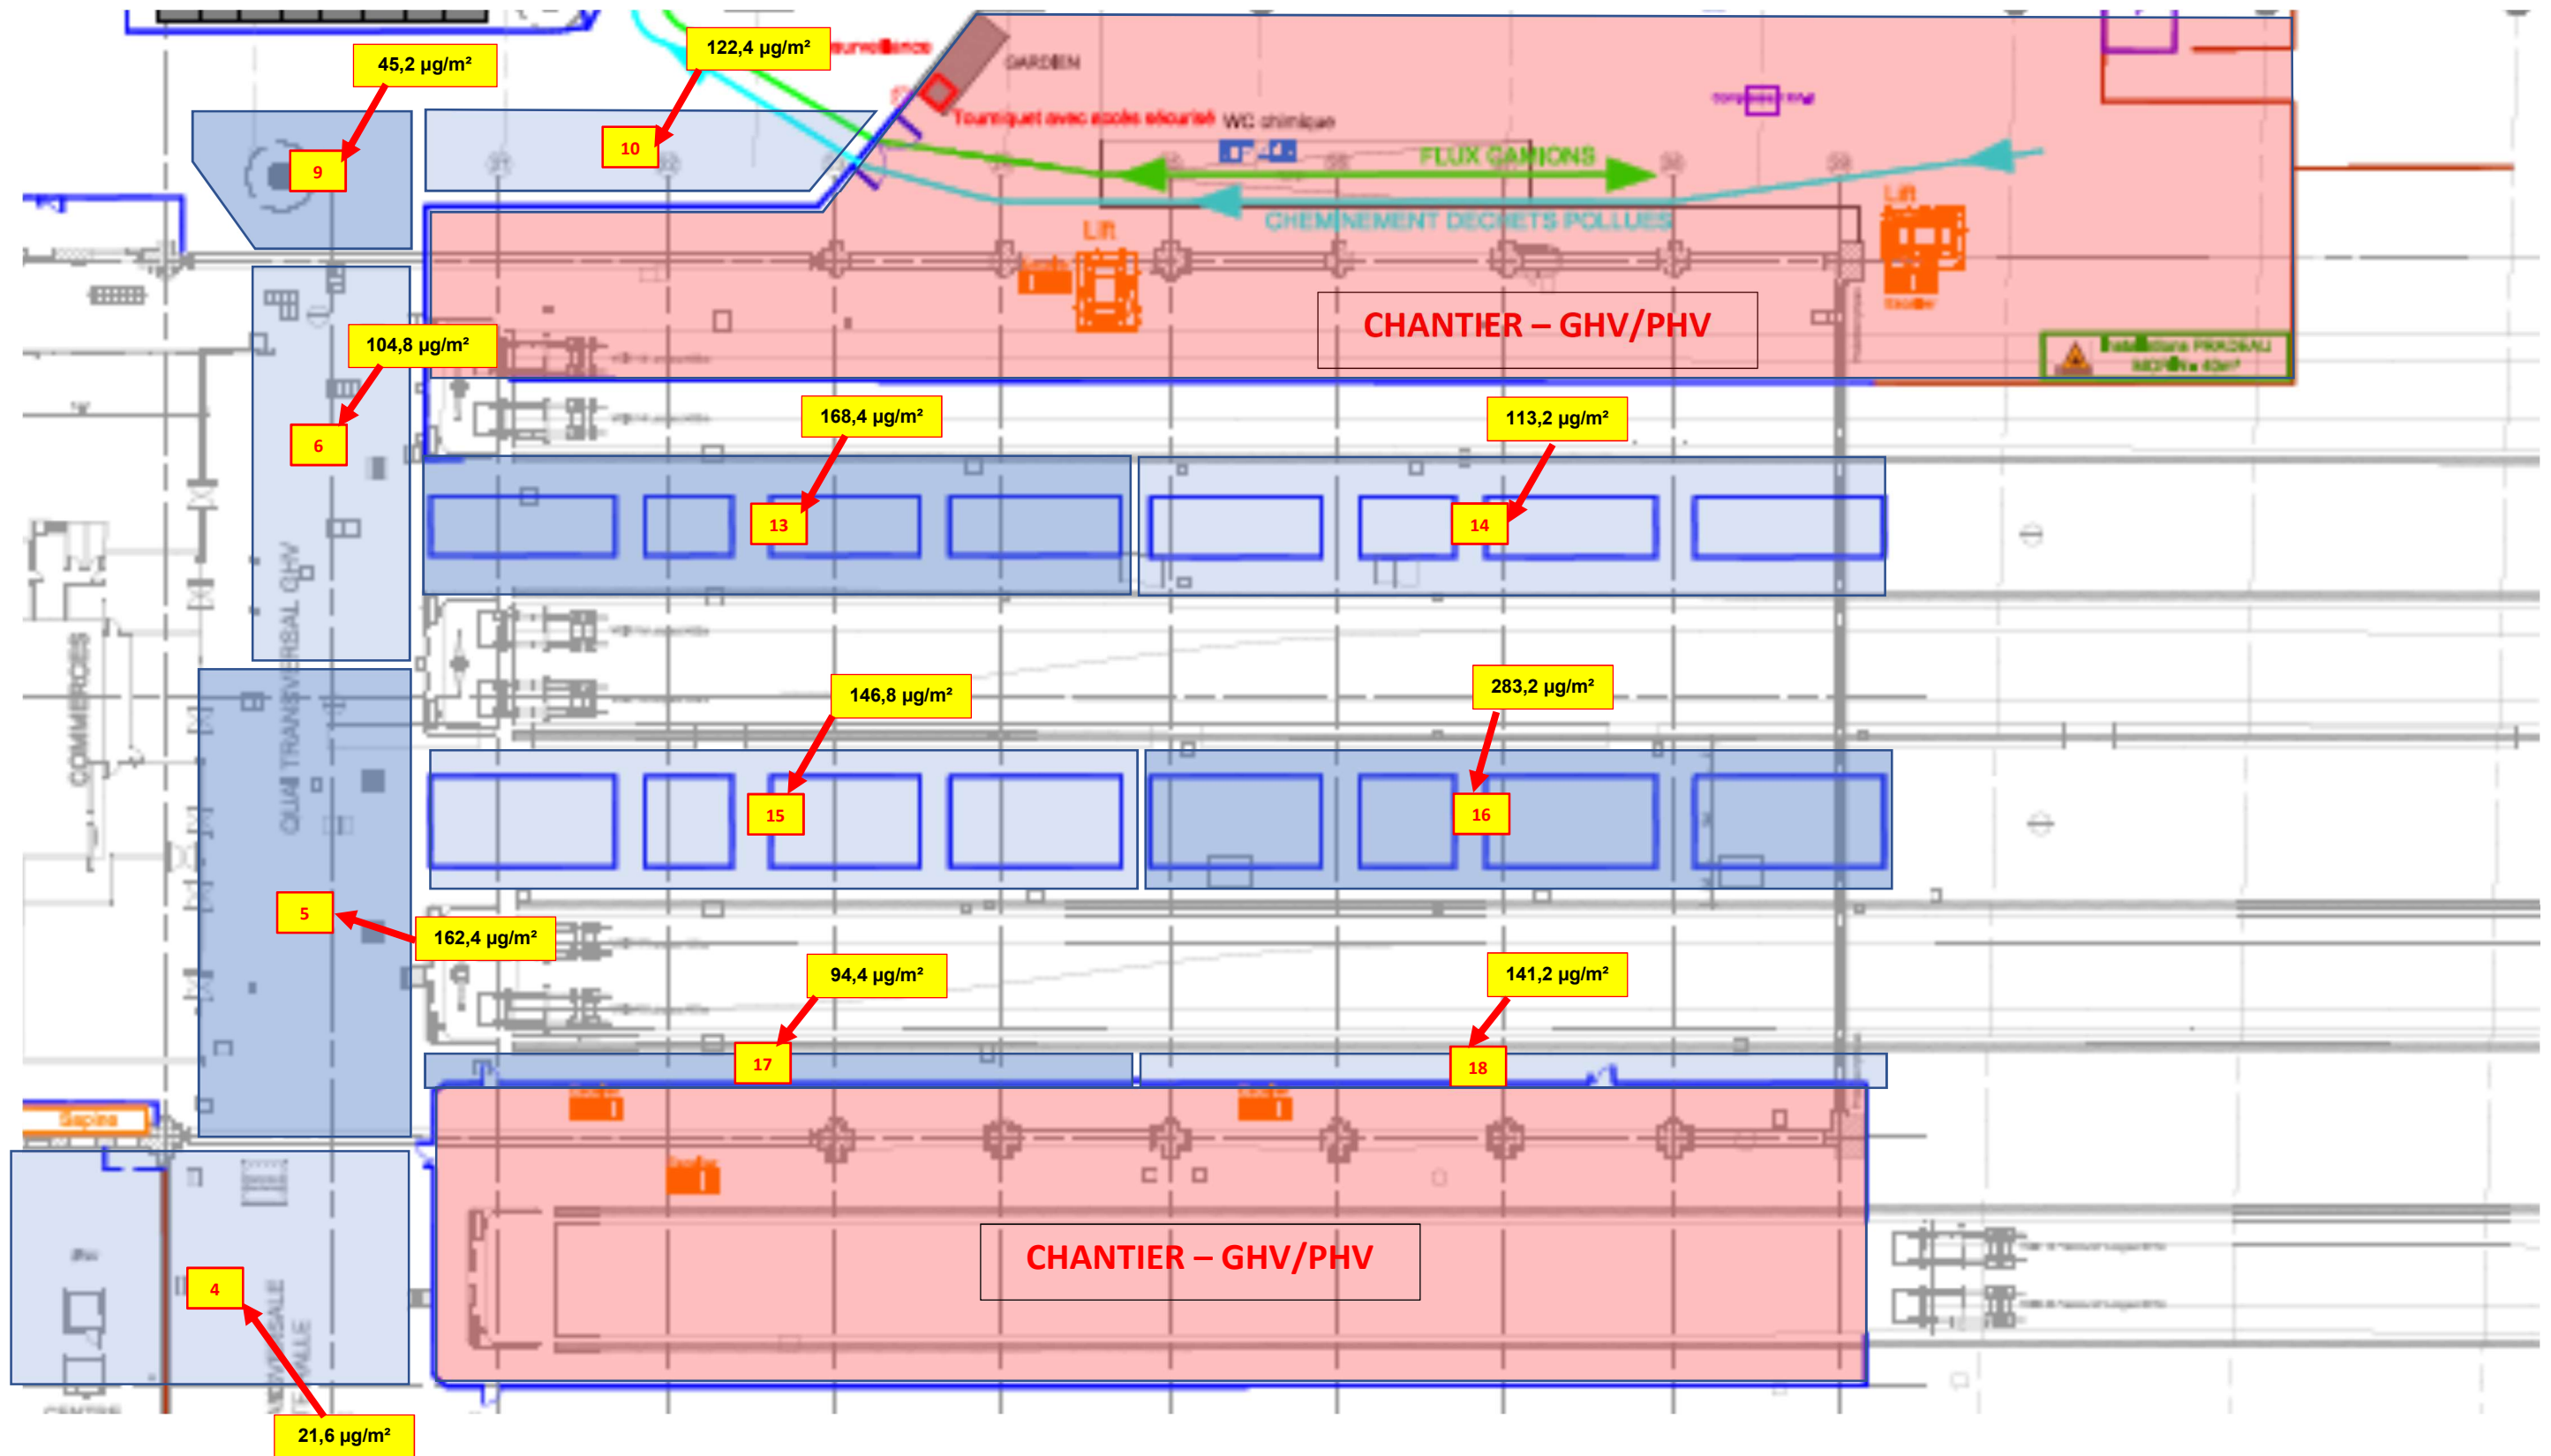 122,4 µg/m²
45,2 µg/m²
surveillance
GARDIEN
Tourniquet avec accès sécurisé
WC chimique
10
9
FLUX CAMIONS
Lift
CHEMINEMENT DECHETS POLLUES
Lift
CHANTIER – GHV/PHV
104,8 µg/m²
168,4 µg/m²
113,2 µg/m²
6
13
14
QUAI TRANSVERSAL GHV
COMMERCES
146,8 µg/m²
283,2 µg/m²
15
16
5
162,4 µg/m²
94,4 µg/m²
141,2 µg/m²
17
18
Sapins
CHANTIER – GHV/PHV
4
CENTRE
21,6 µg/m²